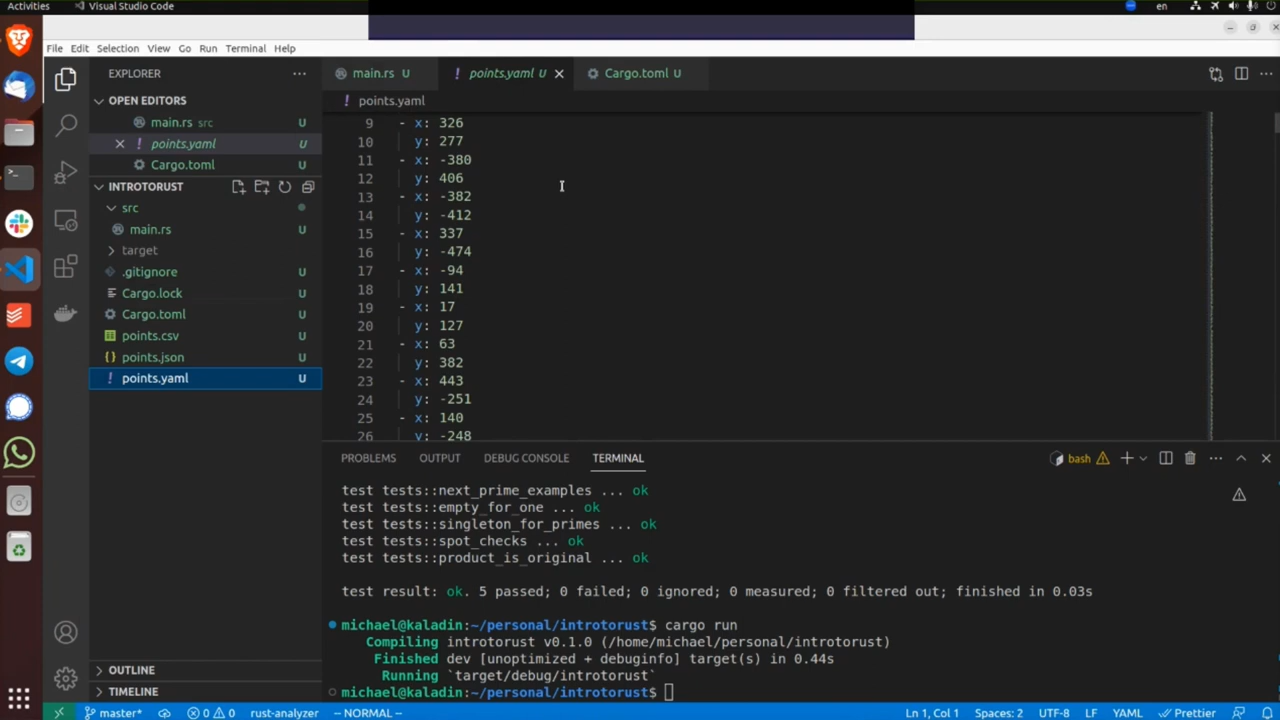 Activities
Visual Studio Code
en
File Edit Selection View Go Run Terminal Help
EXPLORER
OPEN EDITORS
main.rs src U
points.yaml U
Cargo.toml U
INTROTORUST
src
main.rs U
target
.gitignore U
Cargo.lock U
Cargo.toml U
points.csv U
points.json U
points.yaml U
OUTLINE
TIMELINE
main.rs U
points.yaml U
Cargo.toml U
points.yaml
9 - x: 326
10 y: 277
11 - x: -380
12 y: 406
13 - x: -382
14 y: -412
15 - x: 337
16 y: -474
17 - x: -94
18 y: 141
19 - x: 17
20 y: 127
21 - x: 63
22 y: 382
23 - x: 443
24 y: -251
25 - x: 140
26 y: -248
PROBLEMS OUTPUT DEBUG CONSOLE TERMINAL
bash
test tests::next_prime_examples ... ok
test tests::empty_for_one ... ok
test tests::singleton_for_primes ... ok
test tests::spot_checks ... ok
test tests::product_is_original ... ok
test result: ok. 5 passed; 0 failed; 0 ignored; 0 measured; 0 filtered out; finished in 0.03s
michael@kaladin:~/personal/introtorust$ cargo run
Compiling introtorust v0.1.0 (/home/michael/personal/introtorust)
Finished dev [unoptimized + debuginfo] target(s) in 0.44s
Running `target/debug/introtorust`
michael@kaladin:~/personal/introtorust$
master* 0 0 rust-analyzer -- NORMAL -- Ln 1, Col 1 Spaces: 2 UTF-8 LF YAML Prettier